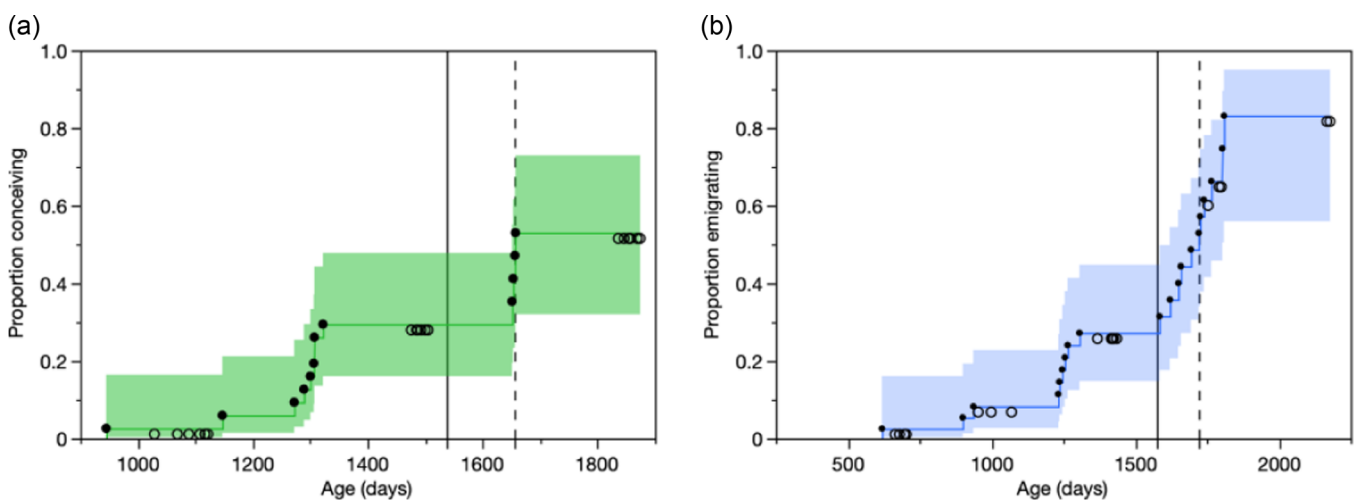 (a)
Proportion conceiving
1.0
0.8
0.6
0.4
0.2
0
1000 1200 1400 1600 1800
Age (days)
(b)
Proportion emigrating
1.0
0.8
0.6
0.4
0.2
0
500 1000 1500 2000
Age (days)